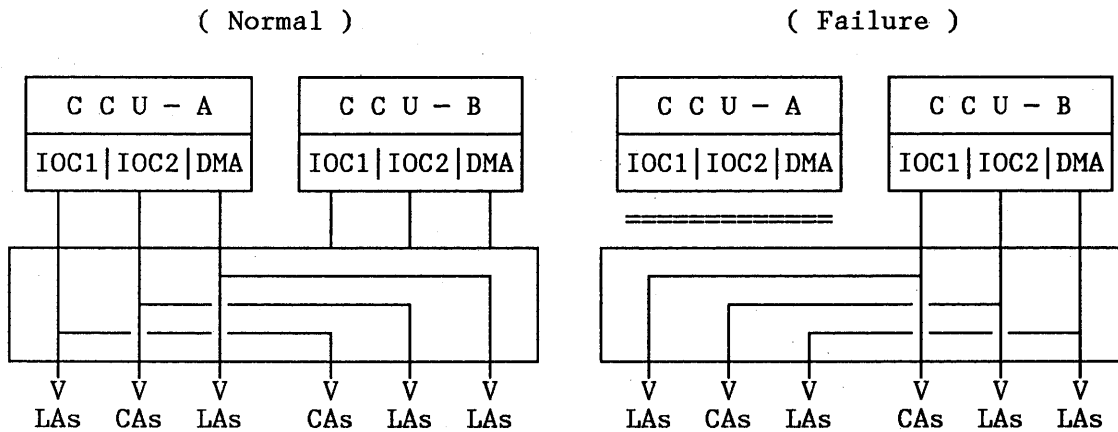 ( Normal ) ( Failure )
C C U - A C C U - B C C U - A C C U - B
IOC1|IOC2|DMA IOC1|IOC2|DMA IOC1|IOC2|DMA IOC1|IOC2|DMA
V V V V V V V V V V V V
LAs CAs LAs CAs LAs LAs LAs CAs LAs CAs LAs LAs